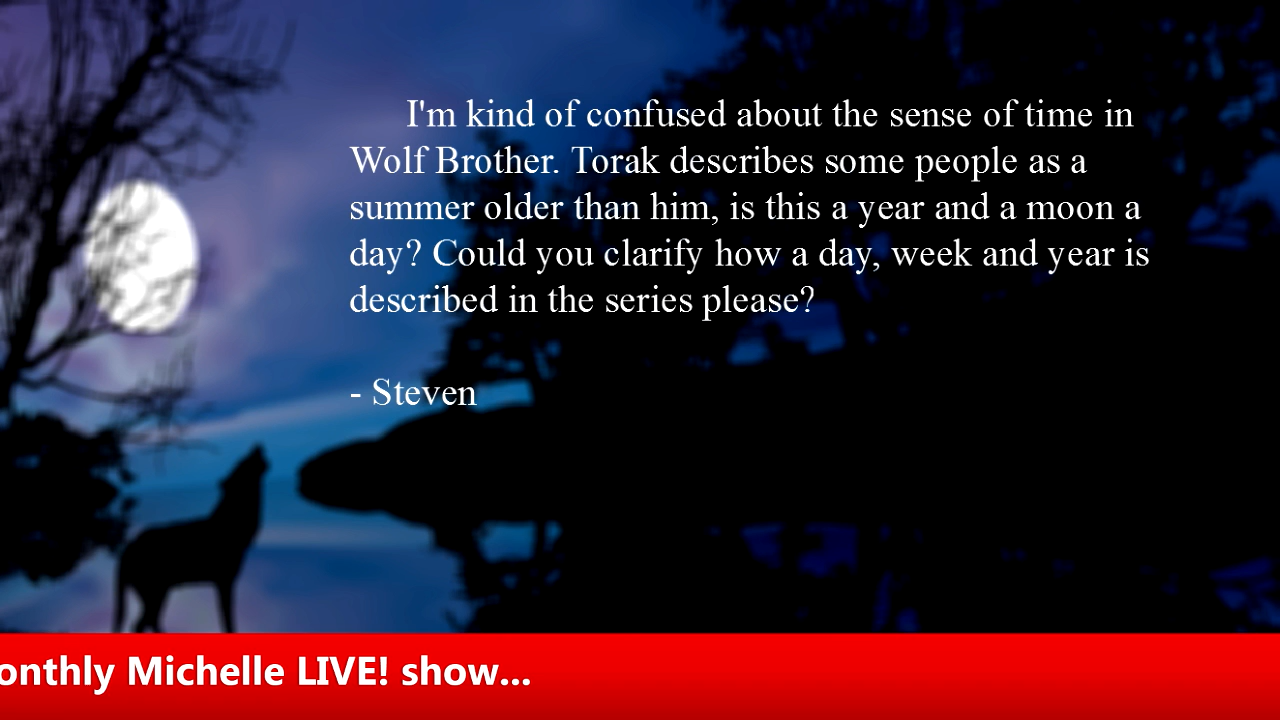 I'm kind of confused about the sense of time in
Wolf Brother. Torak describes some people as a
summer older than him, is this a year and a moon a
day? Could you clarify how a day, week and year is
described in the series please?
- Steven
onthly Michelle LIVE! show...